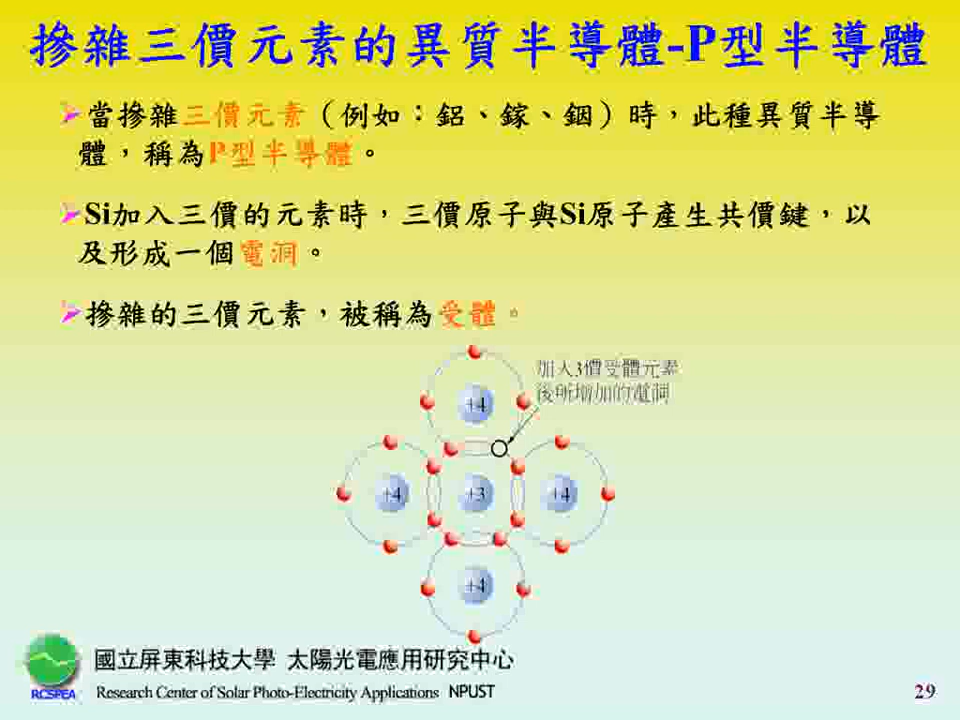 摻雜三價元素的異質半導體-P型半導體
當摻雜三價元素（例如：鋁、鎵、銦）時，此種異質半導
體，稱為P型半導體。
Si加入三價的元素時，三價原子與Si原子產生共價鍵，以
及形成一個電洞。
摻雜的三價元素，被稱為受體。
加入3價受體元素
後所增加的電洞
+4
+4
+3
+4
+4
國立屏東科技大學 太陽光電應用研究中心
RCSPEA
Research Center of Solar Photo-Electricity Applications NPUST
29